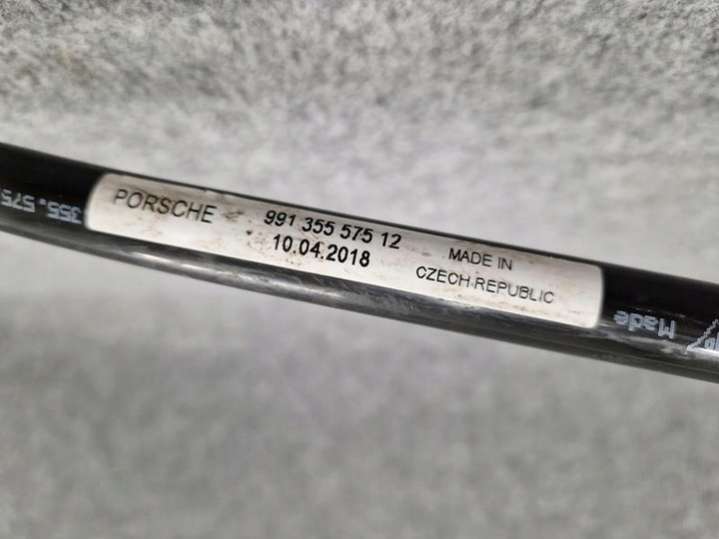 PORSCHE 991 355 575 12 MADE IN
10.04.2018 CZECH REPUBLIC
355.575
Made